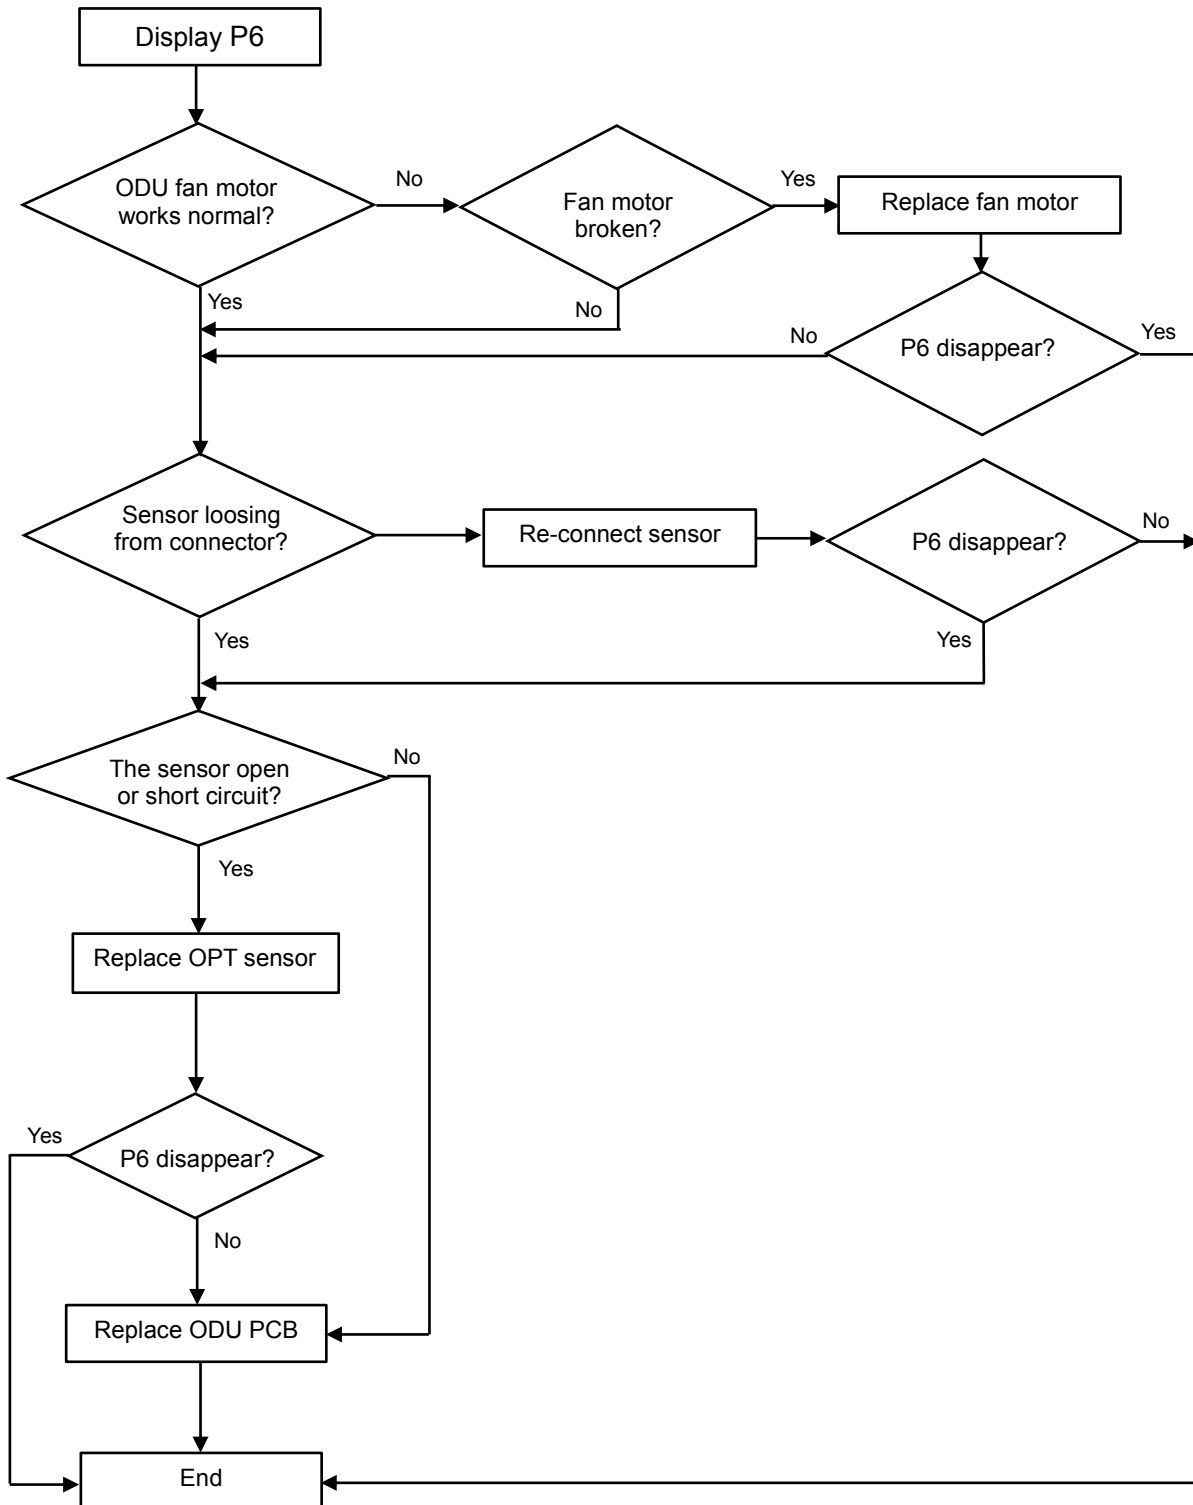 Display P6
ODU fan motor
works normal?
No
Fan motor
broken?
Yes
Replace fan motor
Yes
No
No
P6 disappear?
Yes
Sensor loosing
from connector?
Re-connect sensor
P6 disappear?
No
Yes
Yes
The sensor open
or short circuit?
No
Yes
Replace OPT sensor
Yes
P6 disappear?
No
Replace ODU PCB
End